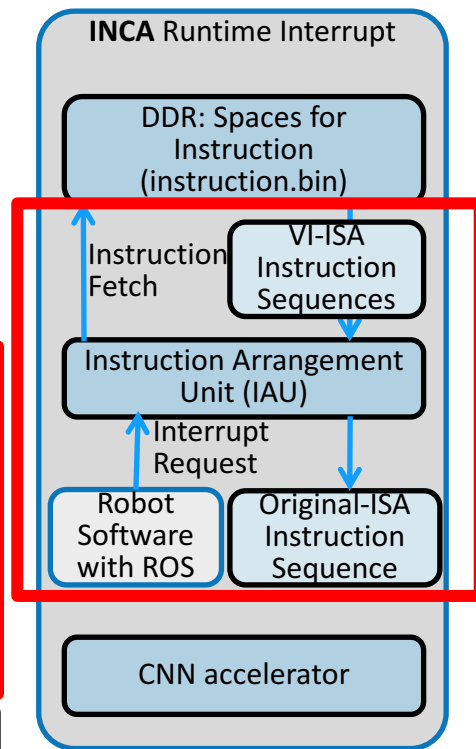 INCA Runtime Interrupt
DDR: Spaces for
Instruction
(instruction.bin)
Instruction
Fetch
VI-ISA
Instruction
Sequences
Instruction Arrangement
Unit (IAU)
Interrupt
Request
Robot
Software
with ROS
Original-ISA
Instruction
Sequence
CNN accelerator